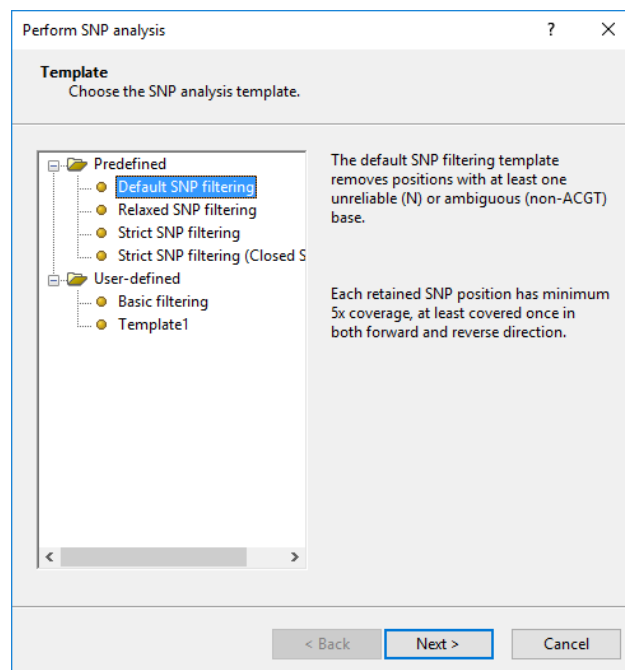 Perform SNP analysis
Template
Choose the SNP analysis template.
Predefined
Default SNP filtering
Relaxed SNP filtering
Strict SNP filtering
Strict SNP filtering (Closed S
User-defined
Basic filtering
Template1
The default SNP filtering template
removes positions with at least one
unreliable (N) or ambiguous (non-ACGT)
base.
Each retained SNP position has minimum
5x coverage, at least covered once in
both forward and reverse direction.
< Back
Next >
Cancel